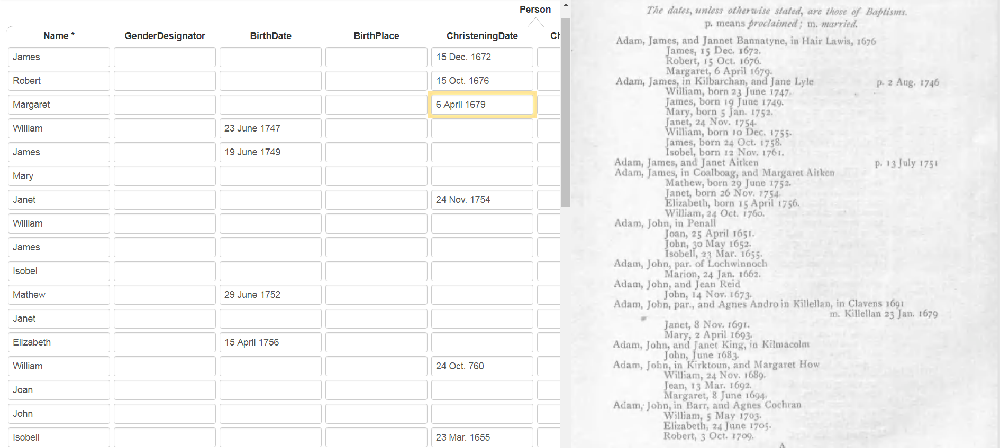 Person
Name * GenderDesignator BirthDate BirthPlace ChristeningDate Ch
James 15 Dec. 1672
Robert 15 Oct. 1676
Margaret 6 April 1679
William 23 June 1747
James 19 June 1749
Mary
Janet 24 Nov. 1754
William
James
Isobel
Mathew 29 June 1752
Janet
Elizabeth 15 April 1756
William 24 Oct. 760
Joan
John
Isobell 23 Mar. 1655
The dates, unless otherwise stated, are those of Baptisms.
p. means proclaimed; m. married.
Adam, James, and Jannet Bannatyne, in Hair Lawis, 1676
James, 15 Dec. 1672.
Robert, 15 Oct. 1676.
Margaret, 6 April 1679.
Adam, James, in Kilbarchan, and Jane Lyle p. 2 Aug. 1746
William, born 23 June 1747.
James, born 19 June 1749.
Mary, born 5 Jan. 1752.
Janet, 24 Nov. 1754.
William, born 10 Dec. 1755.
James, born 24 Oct. 1758.
Isobel, born 12 Nov. 1761.
Adam, James, and Janet Aitken p. 13 July 1751
Adam, James, in Coalboag, and Margaret Aitken
Mathew, born 29 June 1752.
Janet, born 26 Nov. 1754.
Elizabeth, born 15 April 1756.
William, 24 Oct. 1760.
Adam, John, in Penall
Joan, 25 April 1651.
John, 30 May 1652.
Isobell, 23 Mar. 1655.
Adam, John, par. of Lochwinnoch
Marion, 24 Jan. 1662.
Adam, John, and Jean Reid
John, 14 Nov. 1673.
Adam, John, par., and Agnes Andro in Killellan, in Clavens 1691
m. Killellan 23 Jan. 1679
Janet, 8 Nov. 1691.
Mary, 2 April 1693.
Adam, John, and Janet King, in Kilmacolm
John, June 1683.
Adam, John, in Kirktoun, and Margaret How
William, 24 Nov. 1689.
Jean, 13 Mar. 1692.
Margaret, 8 June 1694.
Adam, John, in Barr, and Agnes Cochran
William, 5 May 1703.
Elizabeth, 24 June 1705.
Robert, 3 Oct. 1709.
A